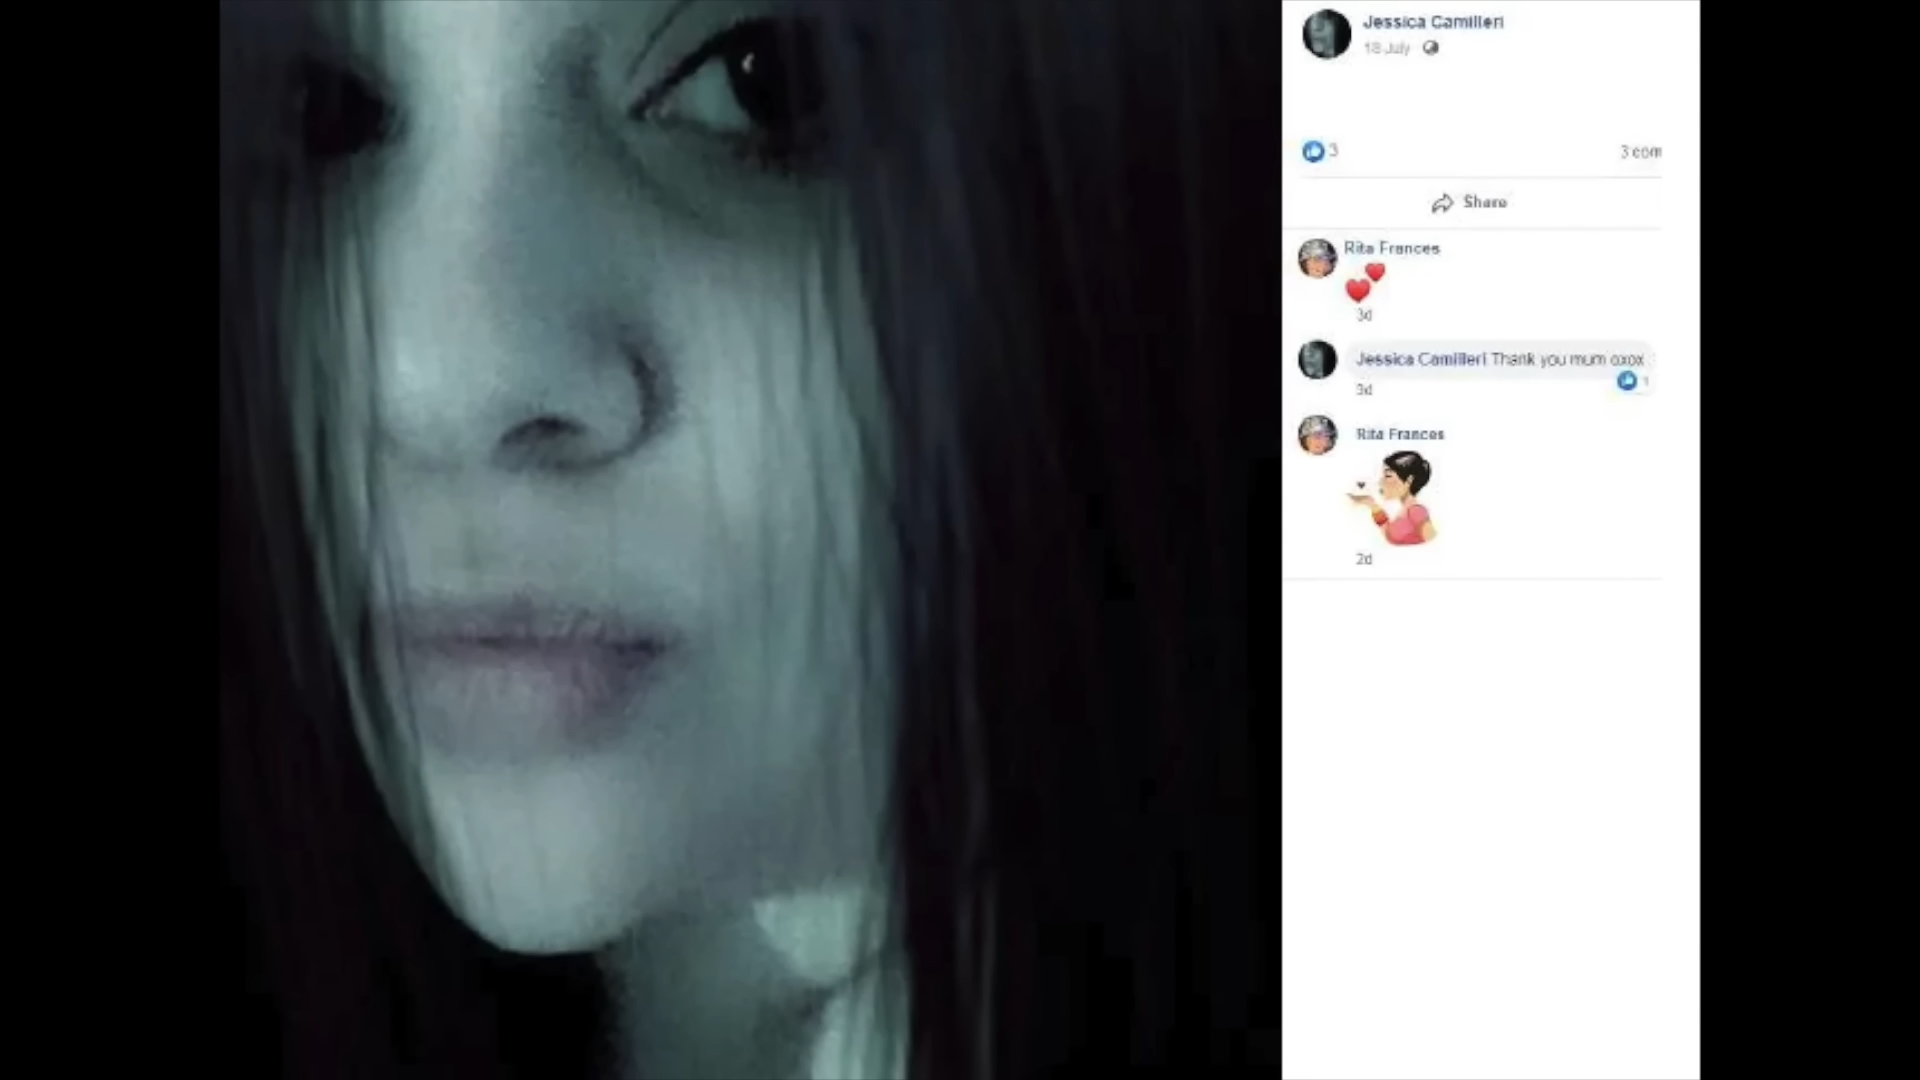 Jessica Camilleri
18 July
3
3 com
Share
Rita Frances
3d
Jessica Camilleri Thank you mum oxox
1
3d
Rita Frances
2d